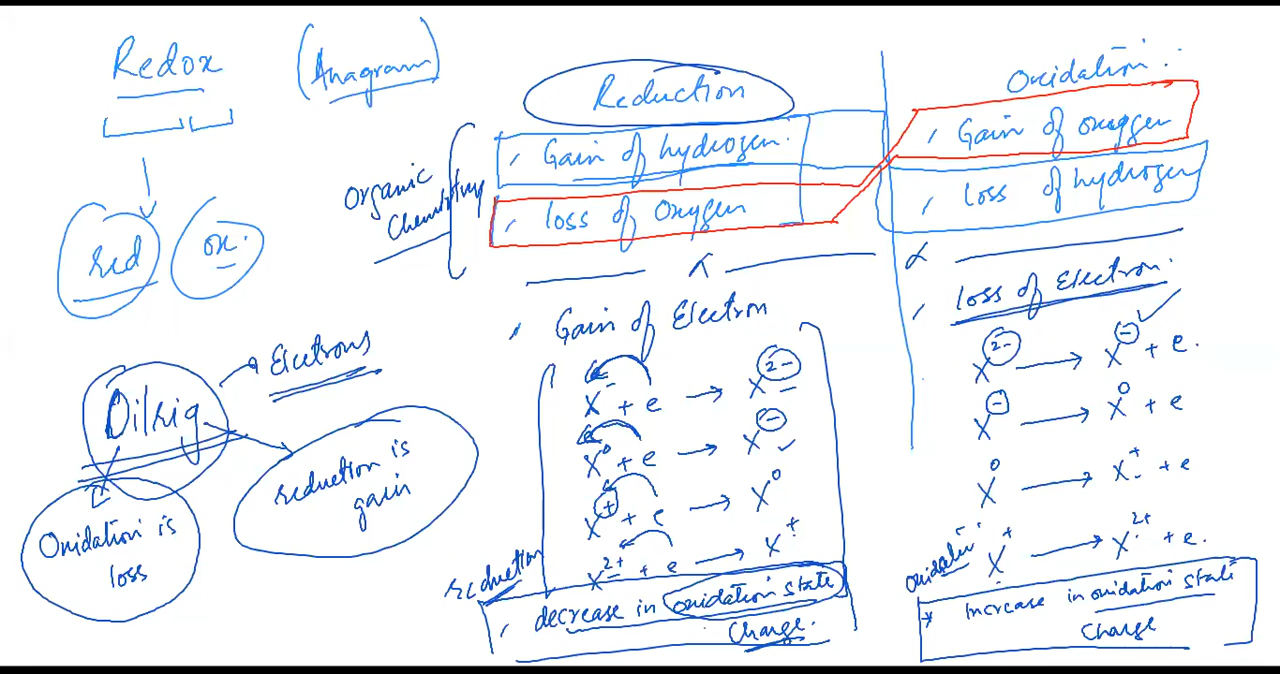 Redox (Anagram)
red ox.
Oilrig → Electrons
Oxidation is
loss
reduction is
gain
Organic
Chemistry
Reduction
, Gain of hydrogen.
, loss of Oxygen
, Gain of Electron
X⁻ + e → X²⁻
X⁰ + e → X⁻
X⁺ + e → X⁰
X²⁺ + e → X⁺
reduction
, decrease in oxidation state
Charge.
Oxidation.
, Gain of oxygen
, loss of hydrogen
, loss of Electron.
X²⁻ → X⁻ + e.
X⁻ → X⁰ + e
X⁰ → X⁺ + e
X⁺ → X²⁺ + e.
oxidation
* Increase in oxidation state
Charge